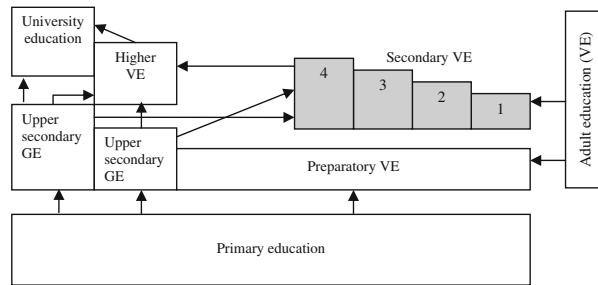 University
education
Higher
VE
Secondary VE
4
3
2
1
Adult education (VE)
Upper
secondary
GE
Upper
secondary
GE
Preparatory VE
Primary education